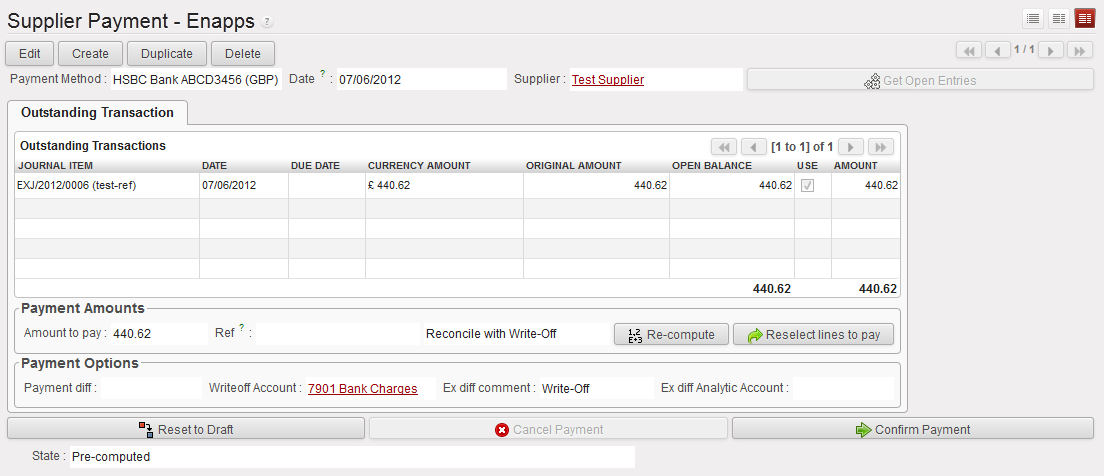 Supplier Payment - Enapps ?
Edit Create Duplicate Delete 1 / 1
Payment Method : HSBC Bank ABCD3456 (GBP) Date ? : 07/06/2012 Supplier : Test Supplier Get Open Entries
Outstanding Transaction
Outstanding Transactions [1 to 1] of 1
JOURNAL ITEM DATE DUE DATE CURRENCY AMOUNT ORIGINAL AMOUNT OPEN BALANCE USE AMOUNT
EXJ/2012/0006 (test-ref) 07/06/2012 £ 440.62 440.62 440.62 440.62
440.62 440.62
Payment Amounts
Amount to pay : 440.62 Ref ? : Reconcile with Write-Off 1.2 E+3 Re-compute Reselect lines to pay
Payment Options
Payment diff : Writeoff Account : 7901 Bank Charges Ex diff comment : Write-Off Ex diff Analytic Account :
Reset to Draft Cancel Payment Confirm Payment
State : Pre-computed